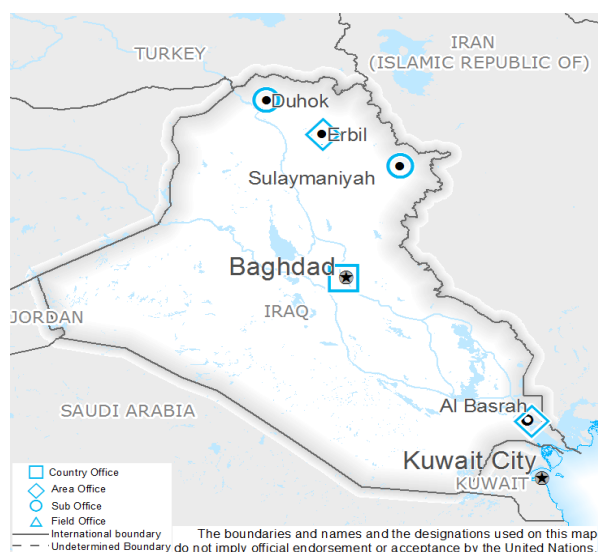 TURKEY
IRAN
(ISLAMIC REPUBLIC OF)
Duhok
Erbil
Sulaymaniyah
Baghdad
IRAQ
JORDAN
Al Basrah
SAUDI ARABIA
Kuwait City
KUWAIT
Country Office
Area Office
Sub Office
Field Office
International boundary
Undetermined Boundary
The boundaries and names and the designations used on this map
do not imply official endorsement or acceptance by the United Nations.